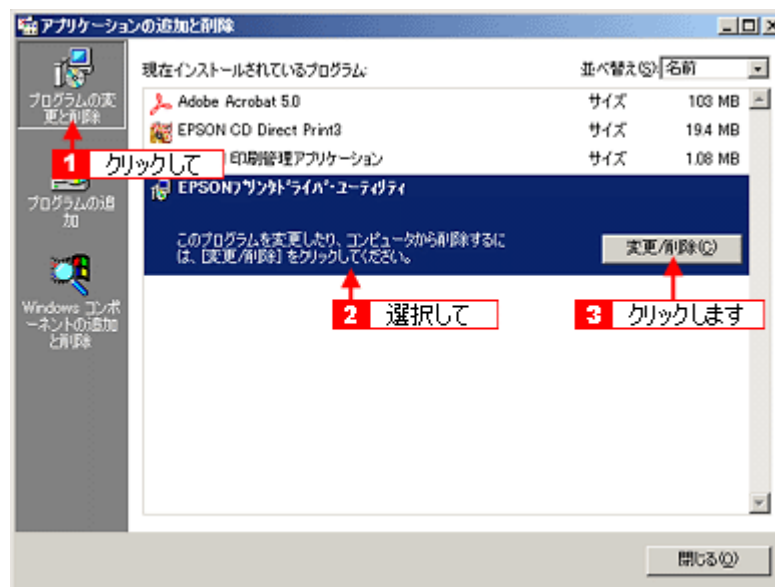 アプリケーションの追加と削除
プログラムの変
更と削除
現在インストールされているプログラム:
並べ替え(S):
名前
Adobe Acrobat 5.0
サイズ
103 MB
EPSON CD Direct Print3
サイズ
19.4 MB
印刷管理アプリケーション
サイズ
1.08 MB
1 クリックして
プログラムの追
加
EPSONプリンタドライバ・ユーティリティ
このプログラムを変更したり、コンピュータから削除するに
は、[変更/削除] をクリックしてください。
変更/削除(C)
2 選択して
3 クリックします
Windows コンポ
ーネントの追加
と削除
閉じる(O)